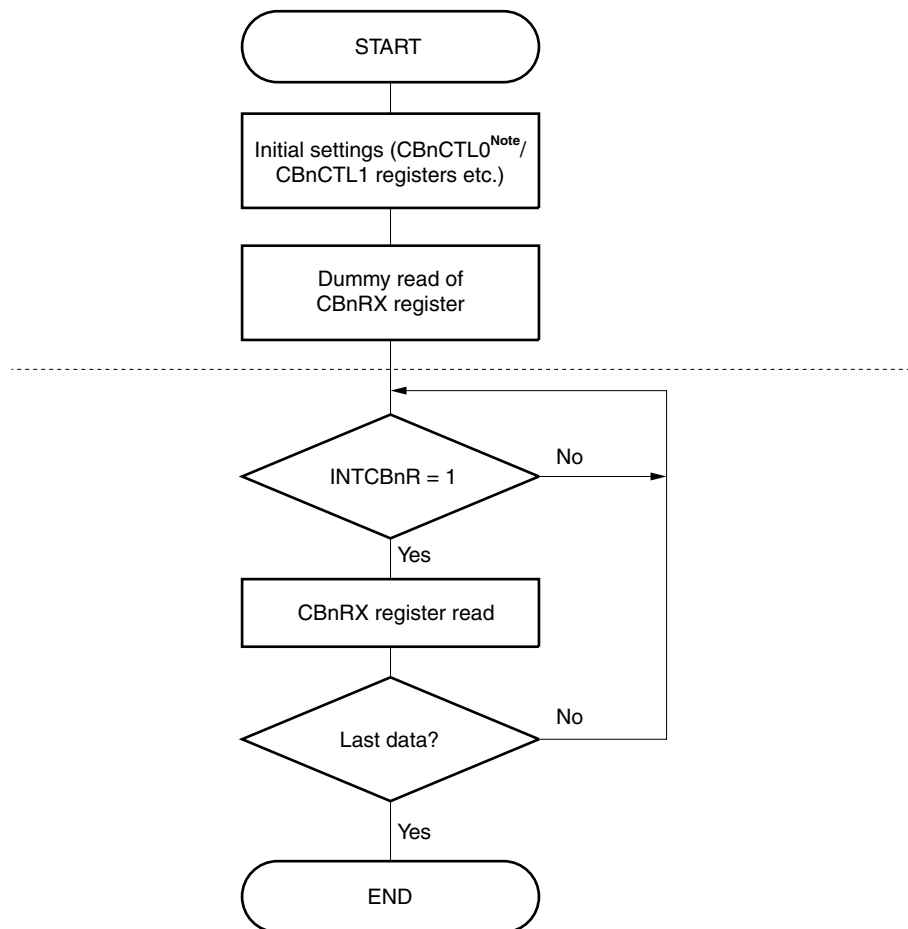 START
Initial settings (CBnCTL0Note/
CBnCTL1 registers etc.)
Dummy read of
CBnRX register
INTCBnR = 1
No
Yes
CBnRX register read
Last data?
No
Yes
END